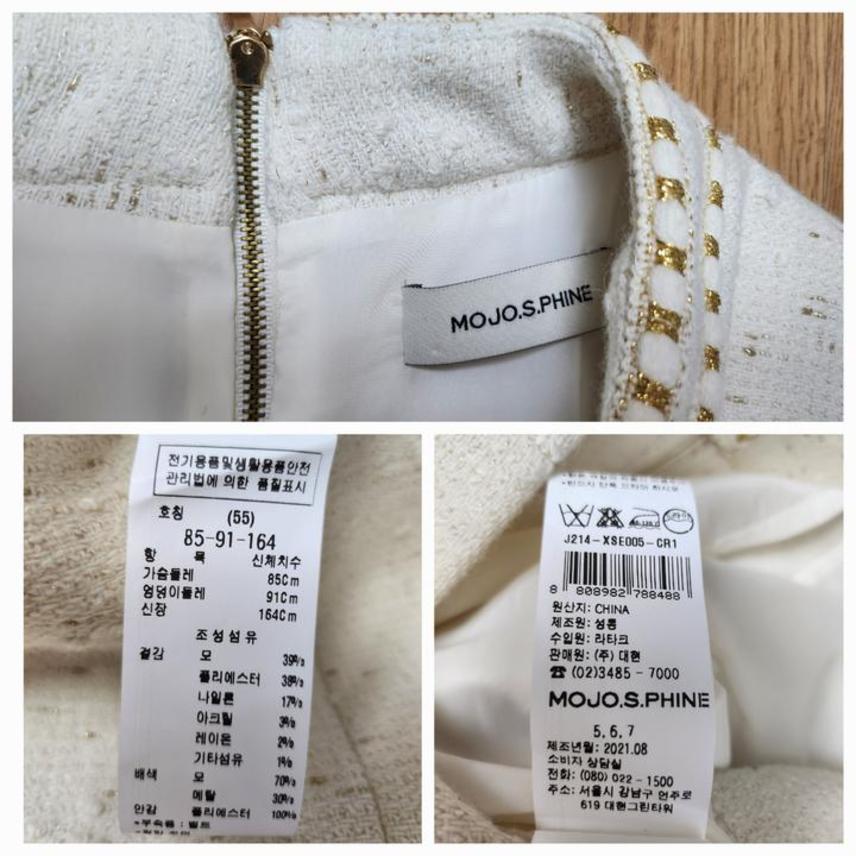 MOJO.S.PHINE
전기용품및생활용품안전
관리법에 의한 품질표시
호칭 (55)
85-91-164
항 목 신체치수
가슴둘레 85Cm
엉덩이둘레 91Cm
신장 164Cm
조성섬유
겉감 모 39%
폴리에스터 38%
나일론 17%
아크릴 3%
레이온 2%
기타섬유 1%
배색 모 70%
메탈 30%
안감 폴리에스터 100%
*부속품 : 벨트
J214-XSE005-CR1
8 808982 788488
원산지: CHINA
제조원: 성통
수입원: 라타크
판매원: (주) 대현
☎ (02)3485-7000
MOJO.S.PHINE
5, 6, 7
제조년월: 2021.08
소비자 상담실
전화: (080) 022-1500
주소: 서울시 강남구 언주로
619 대현그린타워